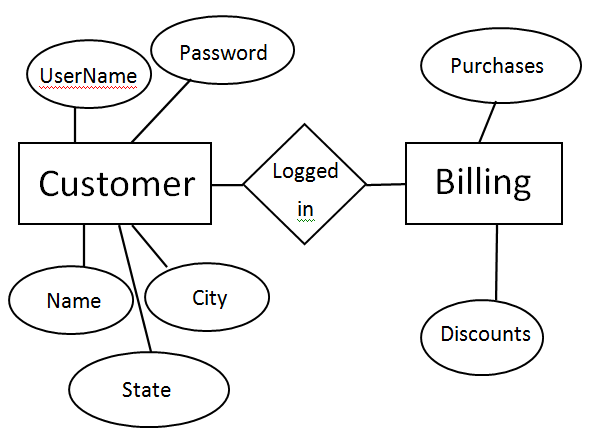 Password
UserName
Purchases
Customer
Logged
in
Billing
Name
City
Discounts
State